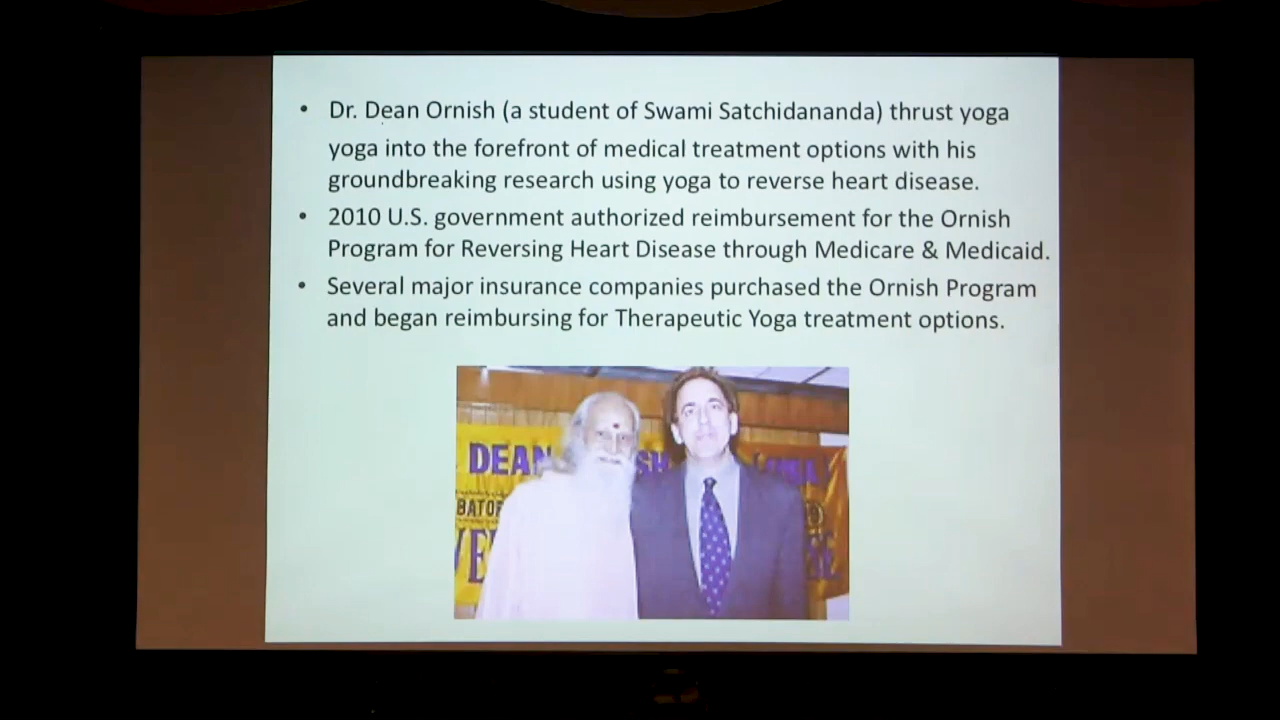 • Dr. Dean Ornish (a student of Swami Satchidananda) thrust yoga
yoga into the forefront of medical treatment options with his
groundbreaking research using yoga to reverse heart disease.
• 2010 U.S. government authorized reimbursement for the Ornish
Program for Reversing Heart Disease through Medicare & Medicaid.
• Several major insurance companies purchased the Ornish Program
and began reimbursing for Therapeutic Yoga treatment options.
DEAN